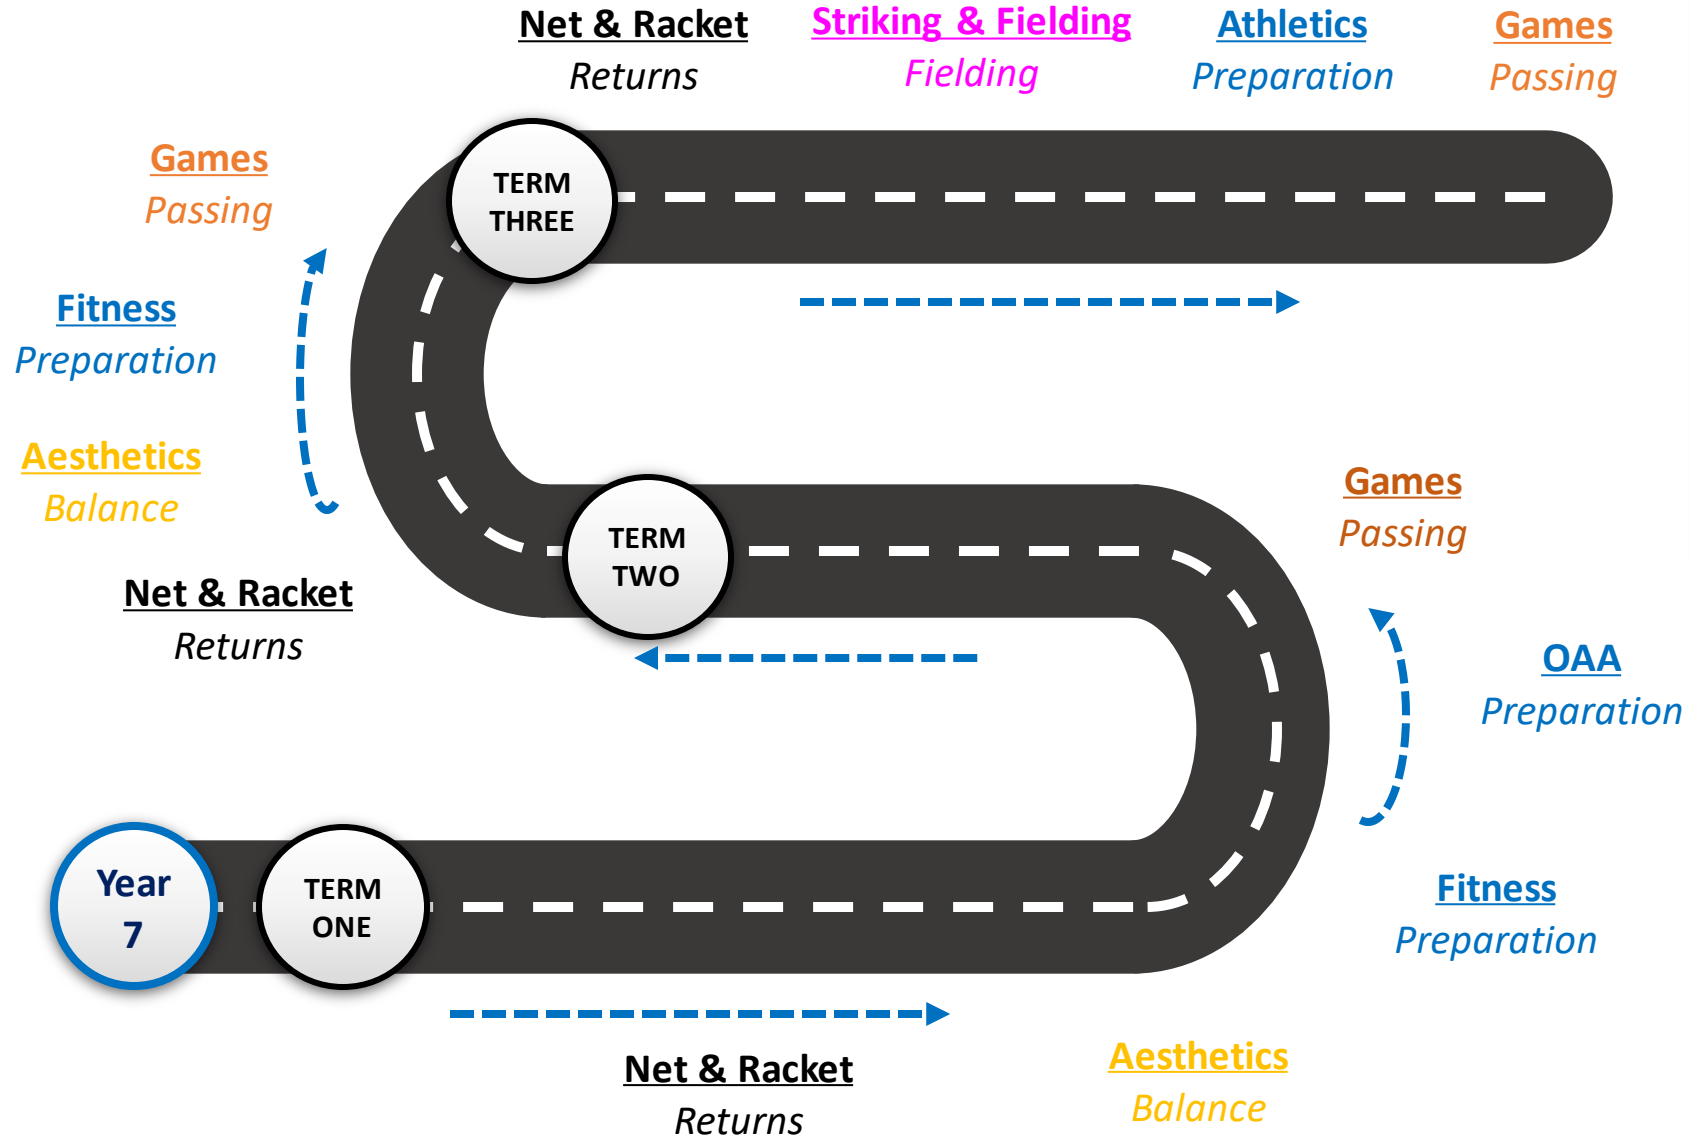 Net & Racket
Returns
Striking & Fielding
Fielding
Athletics
Preparation
Games
Passing
Games
Passing
TERM
THREE
Fitness
Preparation
Aesthetics
Balance
Net & Racket
Returns
TERM
TWO
Games
Passing
OAA
Preparation
Year
7
TERM
ONE
Fitness
Preparation
Net & Racket
Returns
Aesthetics
Balance